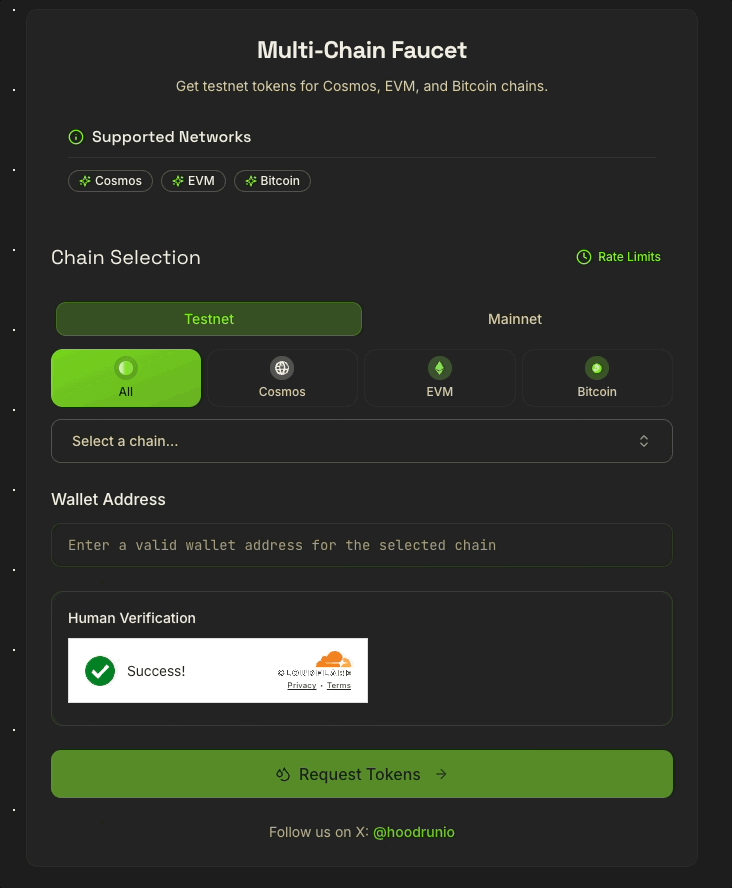 Multi-Chain Faucet
Get testnet tokens for Cosmos, EVM, and Bitcoin chains.
Supported Networks
Cosmos EVM Bitcoin
Chain Selection Rate Limits
Testnet Mainnet
All Cosmos EVM Bitcoin
Select a chain...
Wallet Address
Enter a valid wallet address for the selected chain
Human Verification
Success! CLOUDFLARE
Privacy • Terms
Request Tokens
Follow us on X: @hoodrunio